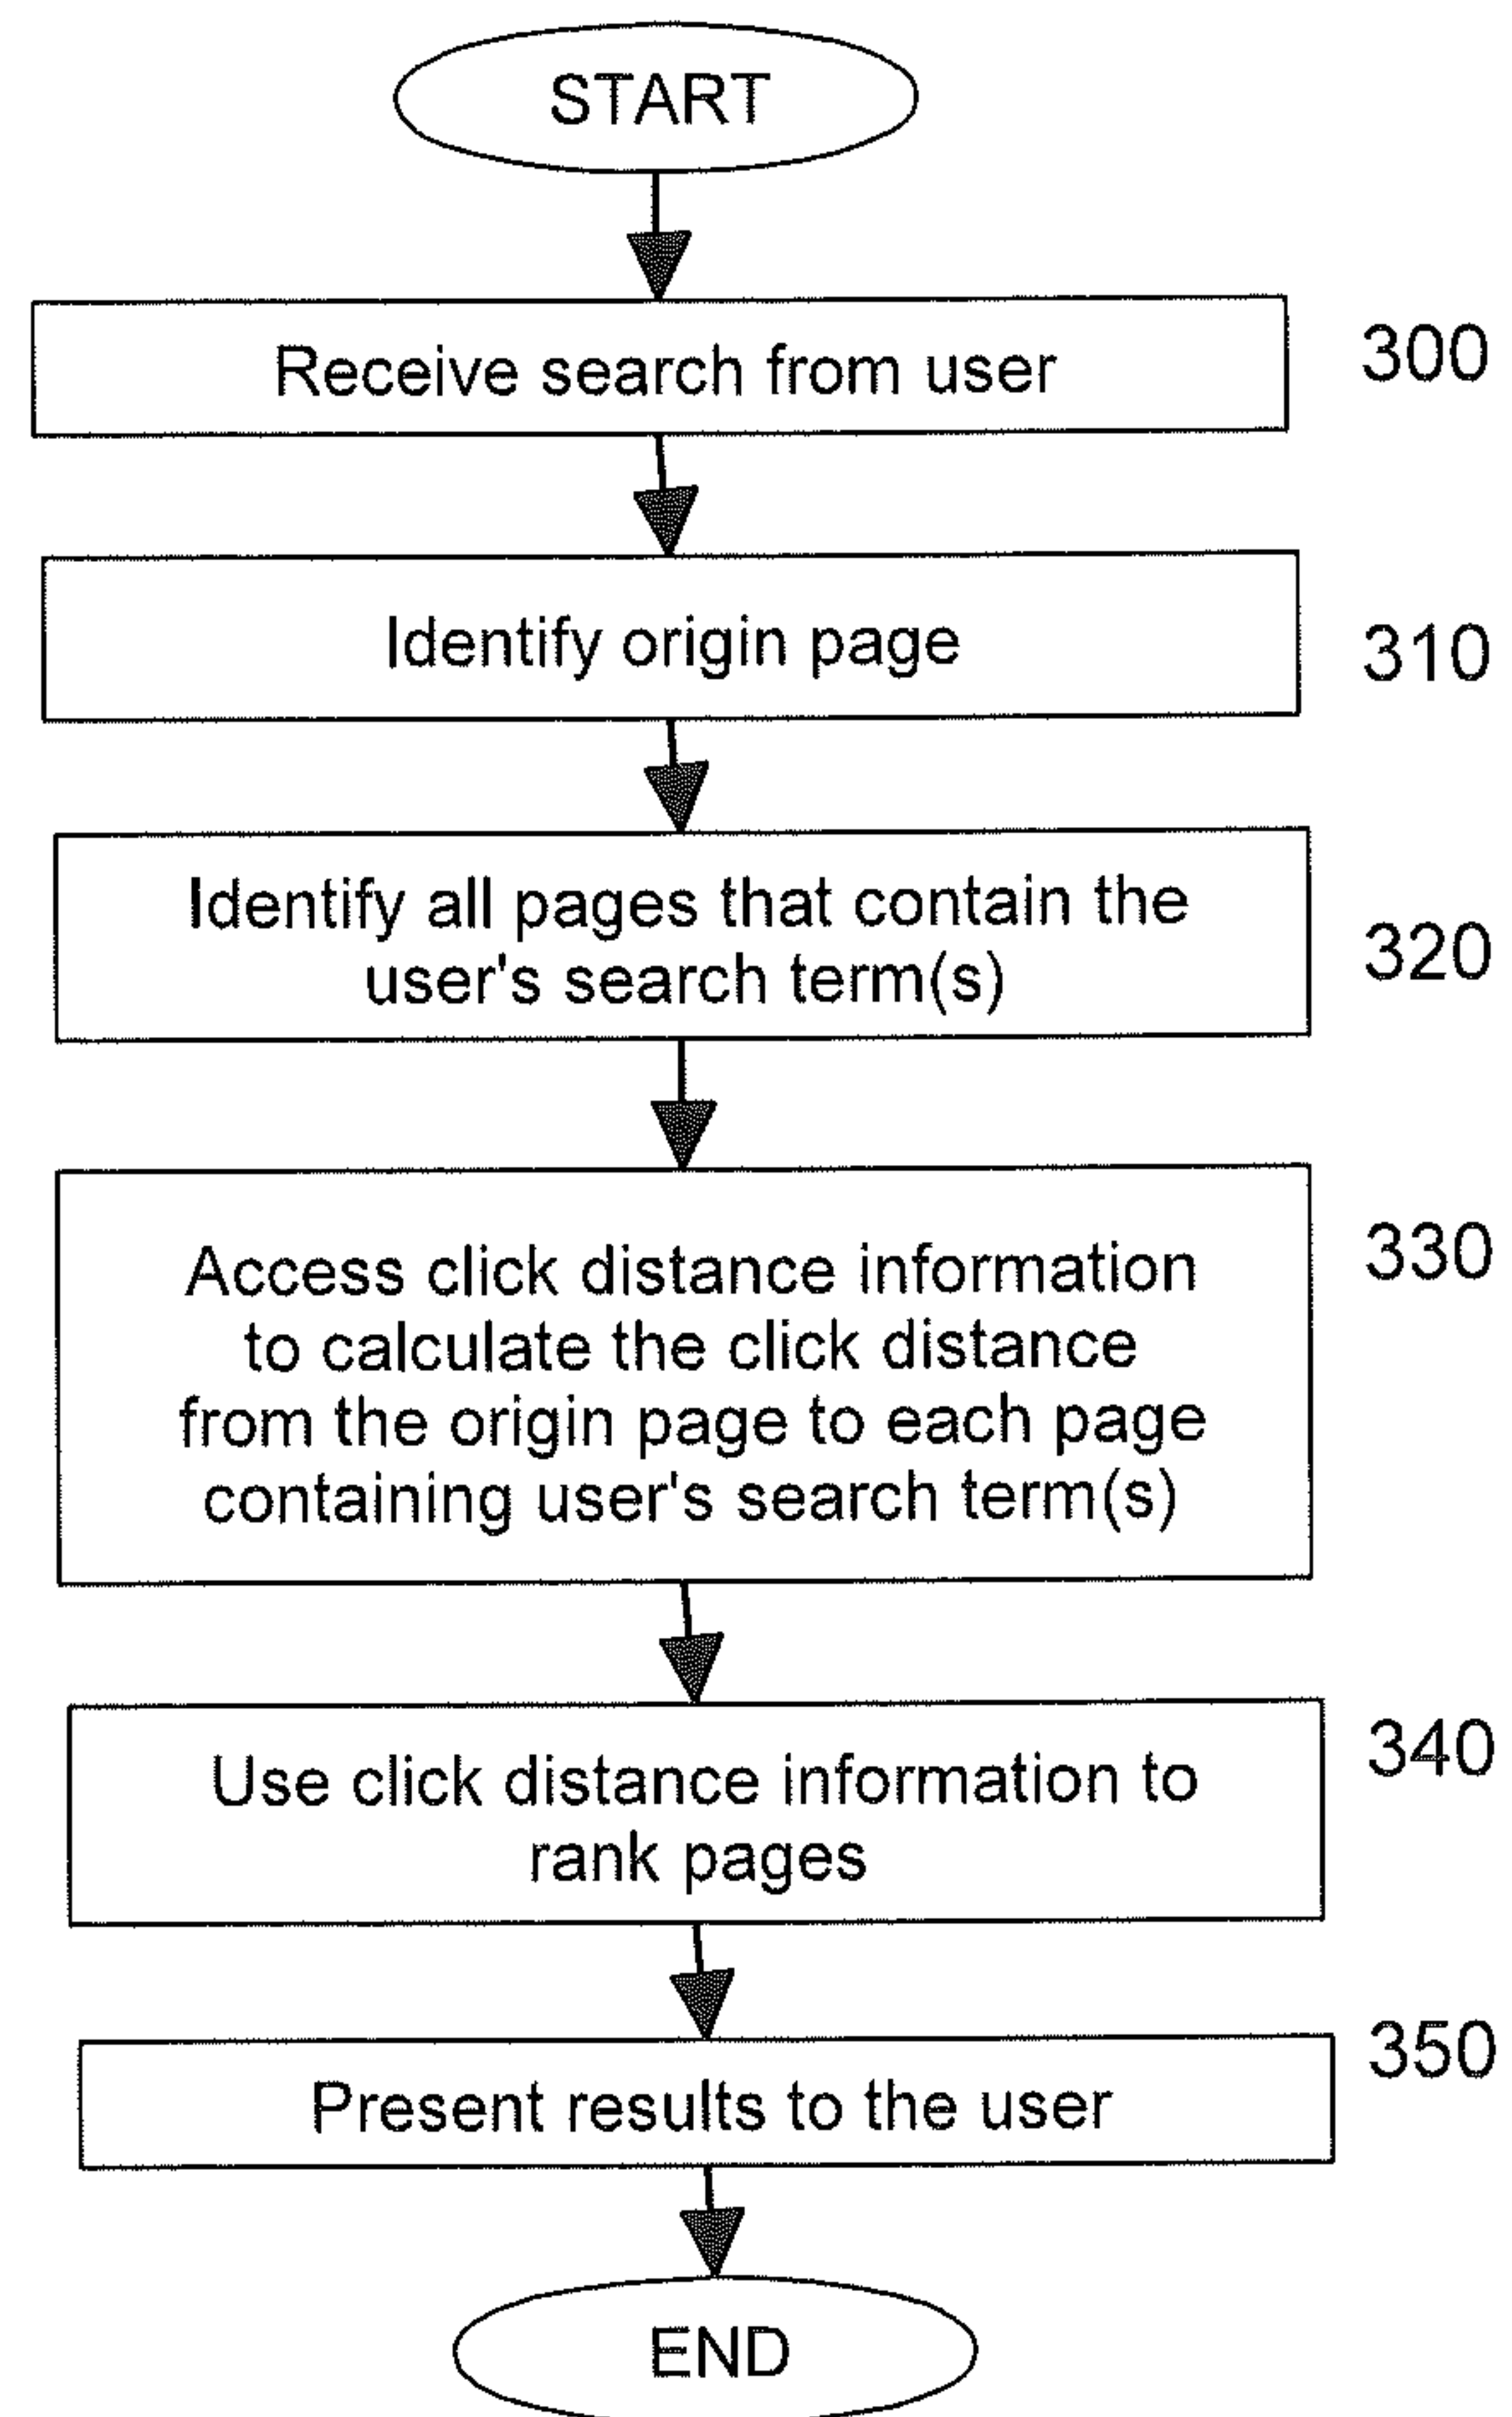 START
Receive search from user
300
Identify origin page
310
Identify all pages that contain the
user's search term(s)
320
Access click distance information
to calculate the click distance
from the origin page to each page
containing user's search term(s)
330
Use click distance information to
rank pages
340
Present results to the user
350
END